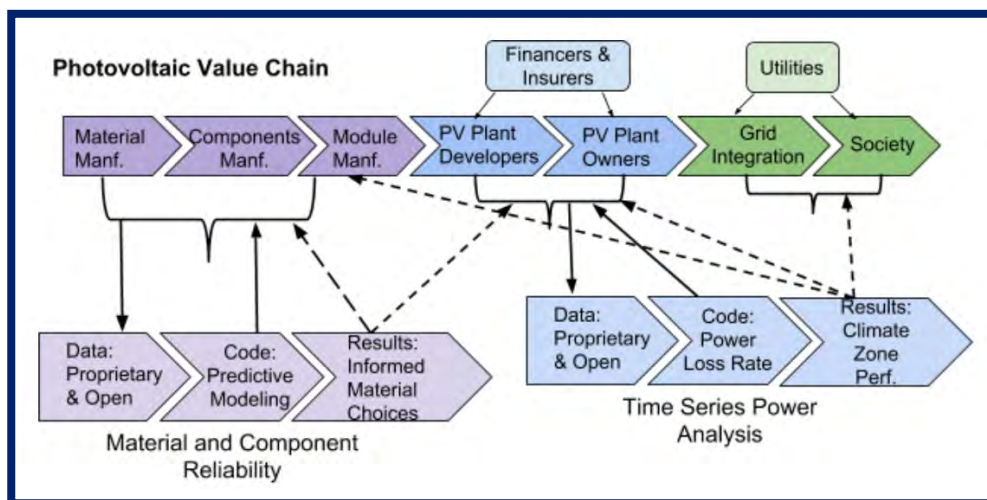 Photovoltaic Value Chain
Financers &
Insurers
Utilities
Material
Manf.
Components
Manf.
Module
Manf.
PV Plant
Developers
PV Plant
Owners
Grid
Integration
Society
Data:
Proprietary
& Open
Code:
Predictive
Modeling
Results:
Informed
Material
Choices
Material and Component
Reliability
Data:
Proprietary
& Open
Code:
Power
Loss Rate
Results:
Climate
Zone
Perf.
Time Series Power
Analysis